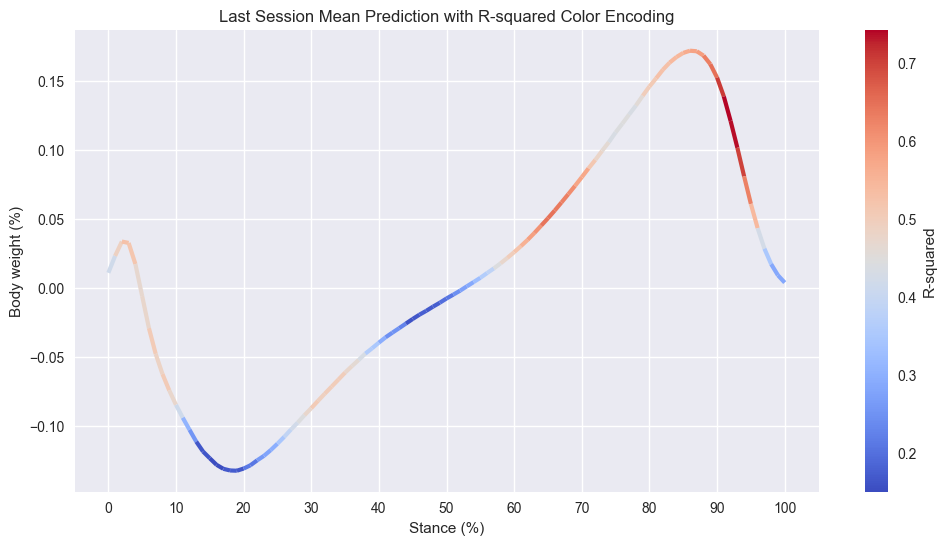 Last Session Mean Prediction with R-squared Color Encoding
0.15
0.10
0.05
0.00
−0.05
−0.10
Body weight (%)
0 10 20 30 40 50 60 70 80 90 100
Stance (%)
0.7
0.6
0.5
0.4
0.3
0.2
R-squared